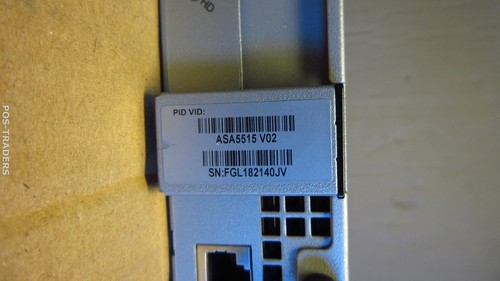 PID VID:
ASA5515 V02
SN:FGL182140JV
POS-TRADERS